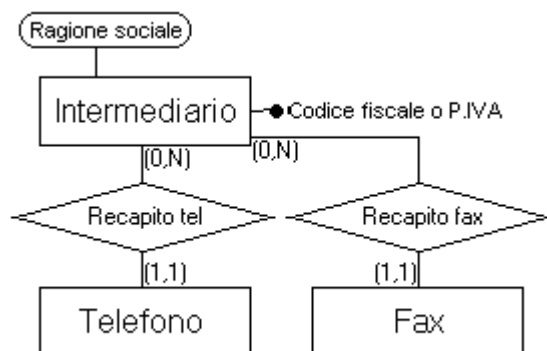 Ragione sociale
Intermediario
Codice fiscale o P.IVA
(0,N)
(0,N)
Recapito tel
Recapito fax
(1,1)
(1,1)
Telefono
Fax